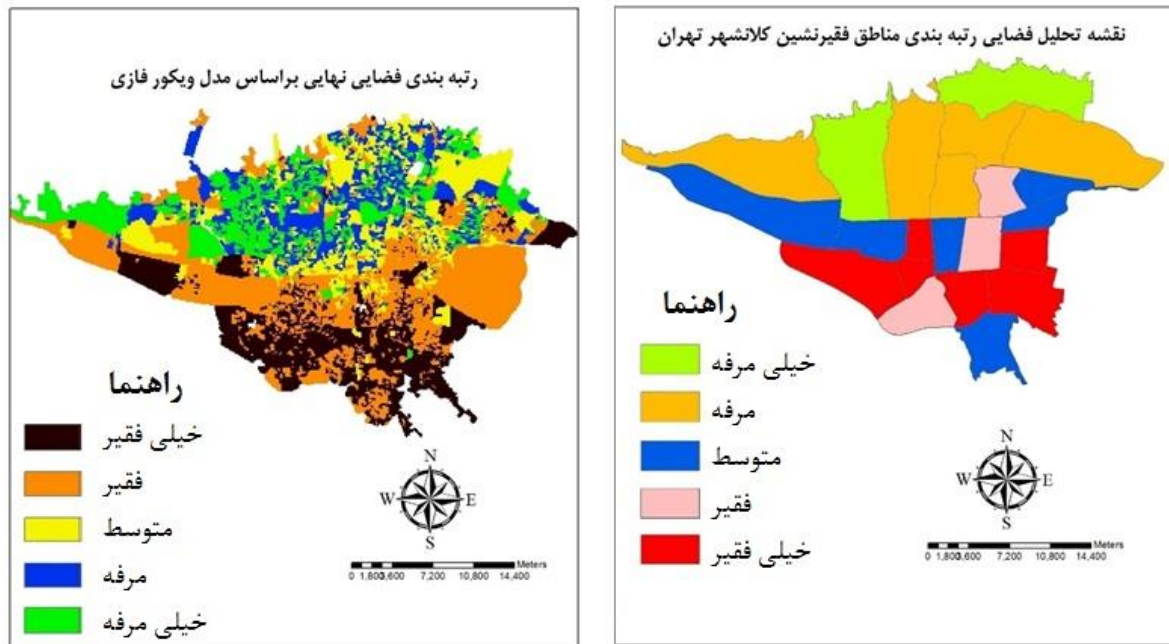 نقشه تحلیل فضایی رتبه بندی مناطق فقیرنشین کلانشهر تهران
راهنما
خیلی مرفه
مرفه
متوسط
فقیر
خیلی فقیر
N
W E
S
Meters
0 1,800 3,600 7,200 10,800 14,400
رتبه بندی فضایی نهایی براساس مدل ویکور فازی
راهنما
خیلی فقیر
فقیر
متوسط
مرفه
خیلی مرفه
N
W E
S
Meters
0 1,800 3,600 7,200 10,800 14,400